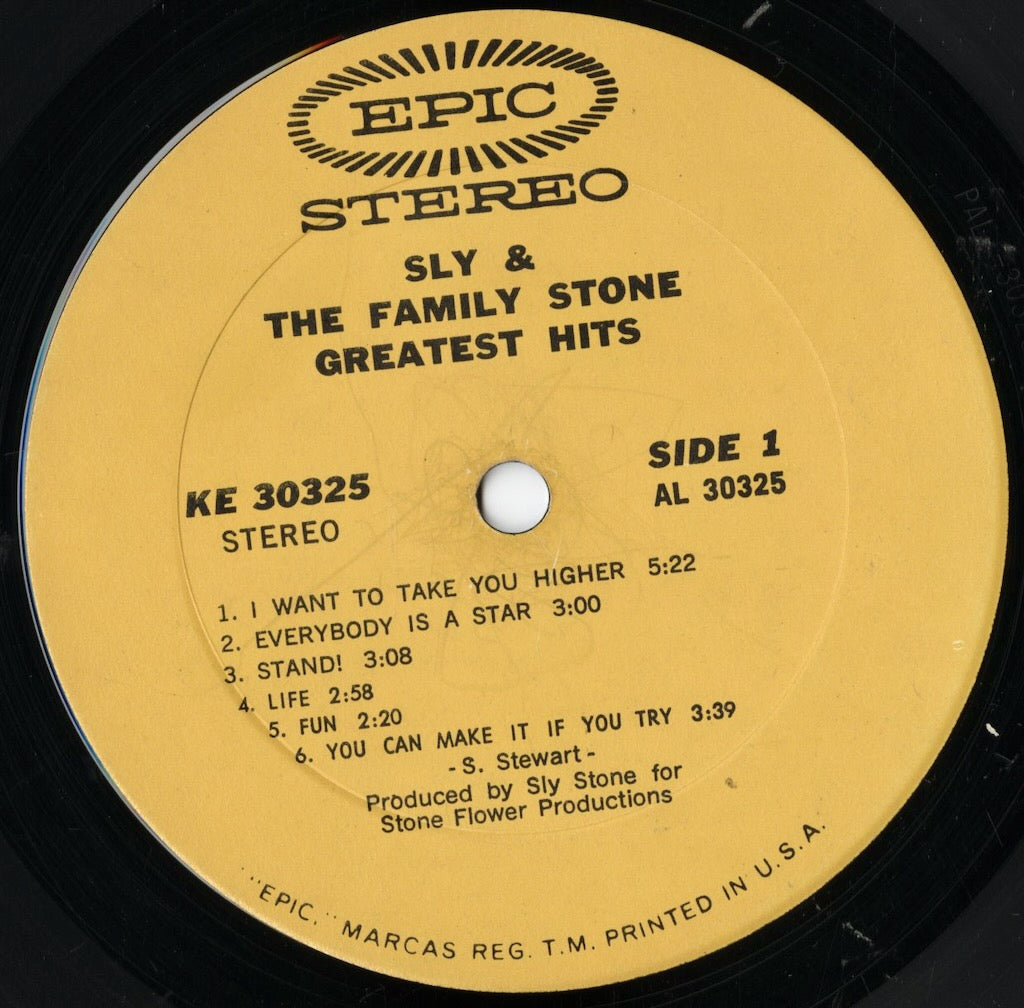 EPIC
STEREO
SLY &
THE FAMILY STONE
GREATEST HITS
SIDE 1
KE 30325
AL 30325
STEREO
1. I WANT TO TAKE YOU HIGHER 5:22
2. EVERYBODY IS A STAR 3:00
3. STAND! 3:08
4. LIFE 2:58
5. FUN 2:20
6. YOU CAN MAKE IT IF YOU TRY 3:39
- S. Stewart -
Produced by Sly Stone for
Stone Flower Productions
"EPIC," MARCAS REG. T.M. PRINTED IN U.S.A.